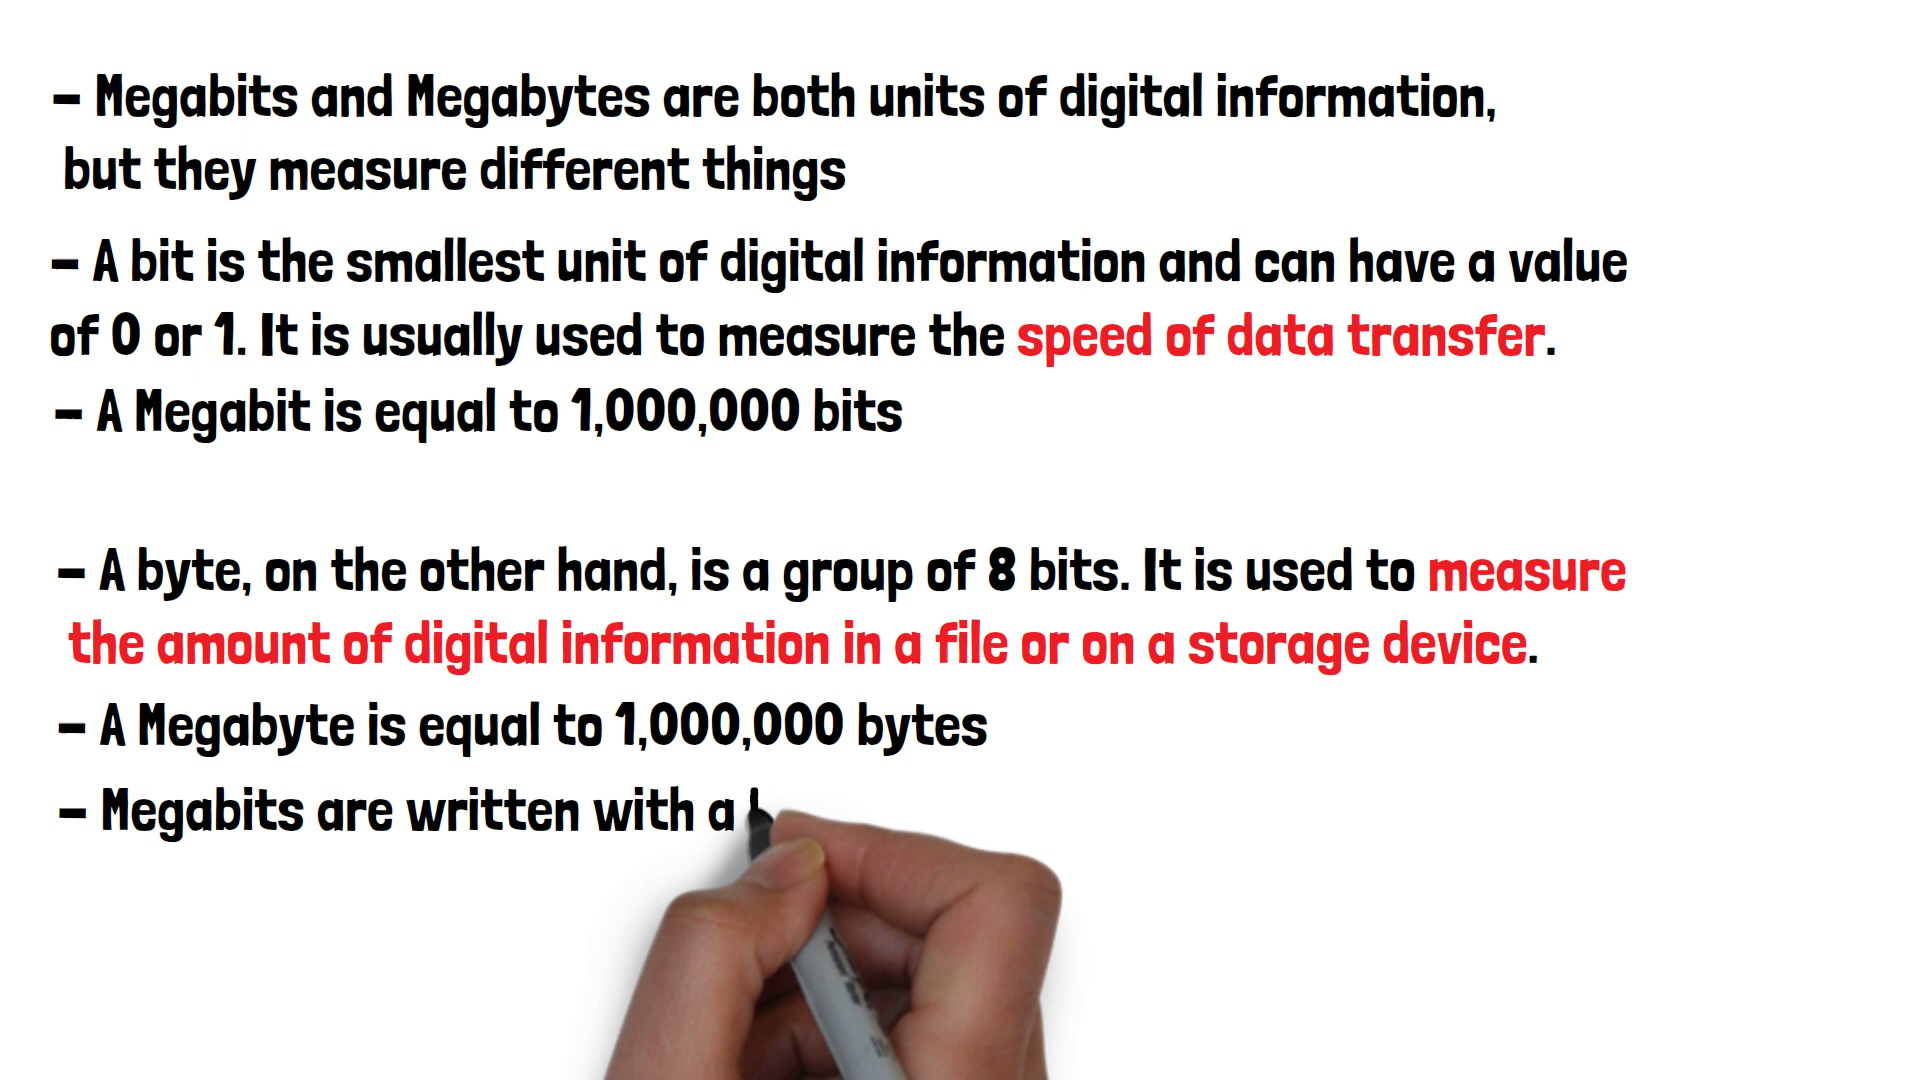 – Megabits and Megabytes are both units of digital information,
but they measure different things
– A bit is the smallest unit of digital information and can have a value
of 0 or 1. It is usually used to measure the speed of data transfer.
– A Megabit is equal to 1,000,000 bits
– A byte, on the other hand, is a group of 8 bits. It is used to measure
the amount of digital information in a file or on a storage device.
– A Megabyte is equal to 1,000,000 bytes
– Megabits are written with a